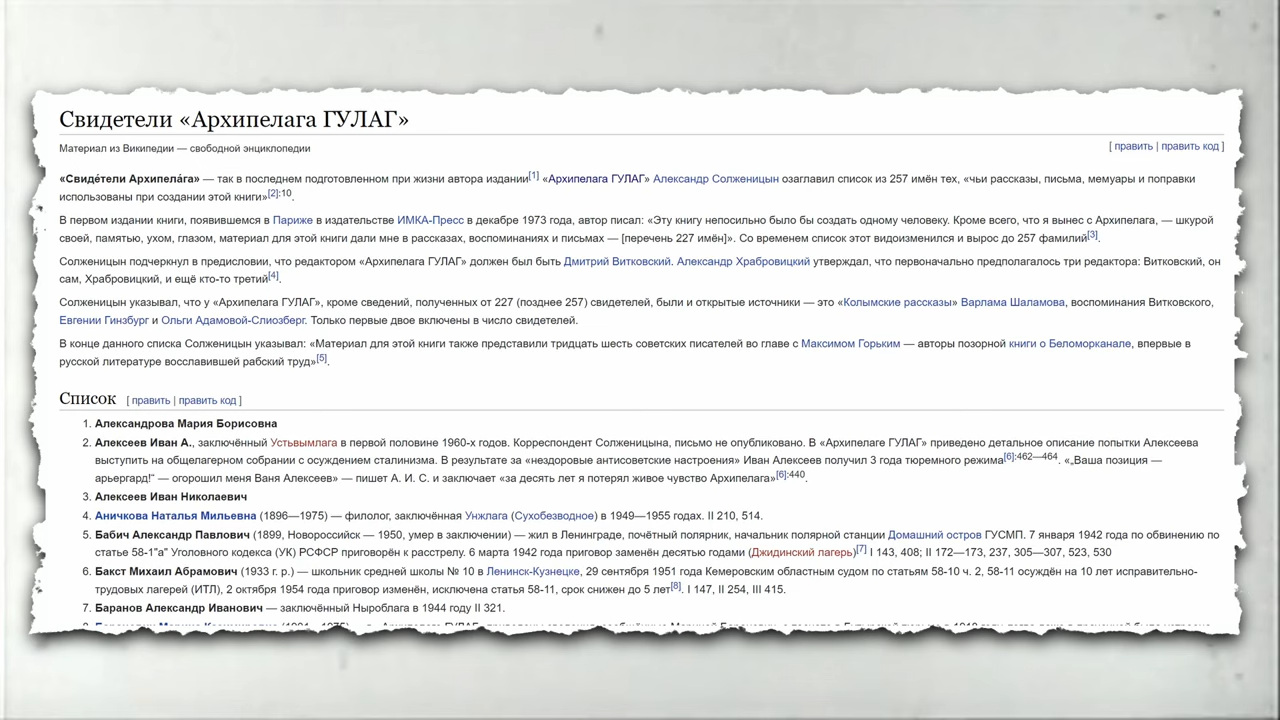 Свидетели «Архипелага ГУЛАГ»
Материал из Википедии — свободной энциклопедии
[ править | править код ]
«Свиде́тели Архипела́га» — так в последнем подготовленном при жизни автора издании[1] «Архипелага ГУЛАГ» Александр Солженицын озаглавил список из 257 имён тех, «чьи рассказы, письма, мемуары и поправки
использованы при создании этой книги»[2]:10.
В первом издании книги, появившемся в Париже в издательстве ИМКА-Пресс в декабре 1973 года, автор писал: «Эту книгу непосильно было бы создать одному человеку. Кроме всего, что я вынес с Архипелага, — шкурой
своей, памятью, ухом, глазом, материал для этой книги дали мне в рассказах, воспоминаниях и письмах — [перечень 227 имён]». Со временем список этот видоизменился и вырос до 257 фамилий[3].
Солженицын подчеркнул в предисловии, что редактором «Архипелага ГУЛАГ» должен был быть Дмитрий Витковский. Александр Храбровицкий утверждал, что первоначально предполагалось три редактора: Витковский, он
сам, Храбровицкий, и ещё кто-то третий[4].
Солженицын указывал, что у «Архипелага ГУЛАГ», кроме сведений, полученных от 227 (позднее 257) свидетелей, были и открытые источники — это «Колымские рассказы» Варлама Шаламова, воспоминания Витковского,
Евгении Гинзбург и Ольги Адамовой-Слиозберг. Только первые двое включены в число свидетелей.
В конце данного списка Солженицын указывал: «Материал для этой книги также представили тридцать шесть советских писателей во главе с Максимом Горьким — авторы позорной книги о Беломорканале, впервые в
русской литературе восславившей рабский труд»[5].
Список [ править | править код ]
1. Александрова Мария Борисовна
2. Алексеев Иван А., заключённый Устьвымлага в первой половине 1960-х годов. Корреспондент Солженицына, письмо не опубликовано. В «Архипелаге ГУЛАГ» приведено детальное описание попытки Алексеева
выступить на общелагерном собрании с осуждением сталинизма. В результате за «нездоровые антисоветские настроения» Иван Алексеев получил 3 года тюремного режима[6]:462—464. «„Ваша позиция —
арьергард!" — огорошил меня Ваня Алексеев» — пишет А. И. С. и заключает «за десять лет я потерял живое чувство Архипелага»[6]:440.
3. Алексеев Иван Николаевич
4. Аничкова Наталья Мильевна (1896—1975) — филолог, заключённая Унжлага (Сухобезводное) в 1949—1955 годах. II 210, 514.
5. Бабич Александр Павлович (1899, Новороссийск — 1950, умер в заключении) — жил в Ленинграде, почётный полярник, начальник полярной станции Домашний остров ГУСМП. 7 января 1942 года по обвинению по
статье 58-1"а" Уголовного кодекса (УК) РСФСР приговорён к расстрелу. 6 марта 1942 года приговор заменён десятью годами (Джидинский лагерь)[7] I 143, 408; II 172—173, 237, 305—307, 523, 530
6. Бакст Михаил Абрамович (1933 г. р.) — школьник средней школы № 10 в Ленинск-Кузнецке, 29 сентября 1951 года Кемеровским областным судом по статьям 58-10 ч. 2, 58-11 осуждён на 10 лет исправительно-
трудовых лагерей (ИТЛ), 2 октября 1954 года приговор изменён, исключена статья 58-11, срок снижен до 5 лет[8]. I 147, II 254, III 415.
7. Баранов Александр Иванович — заключённый Ныроблага в 1944 году II 321.